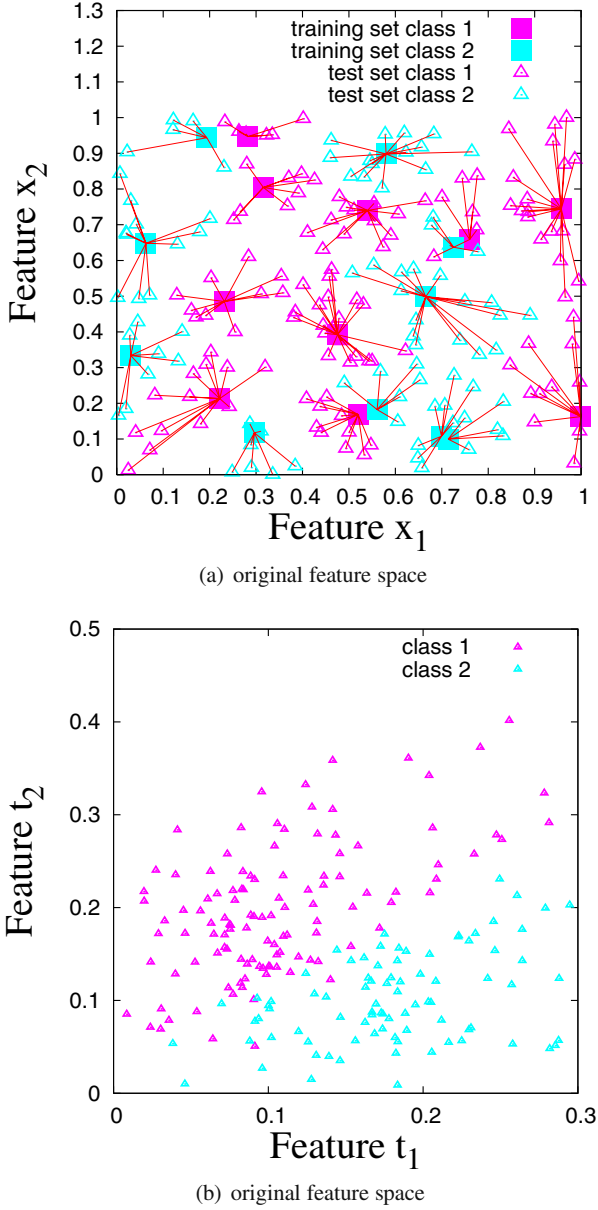 training set class 1
training set class 2
test set class 1
test set class 2
1.3
1.2
1.1
1
0.9
0.8
0.7
0.6
0.5
0.4
0.3
0.2
0.1
0
Feature x2
0 0.1 0.2 0.3 0.4 0.5 0.6 0.7 0.8 0.9 1
Feature x1
(a) original feature space
class 1
class 2
0.5
0.4
0.3
0.2
0.1
0
Feature t2
0 0.1 0.2 0.3
Feature t1
(b) original feature space